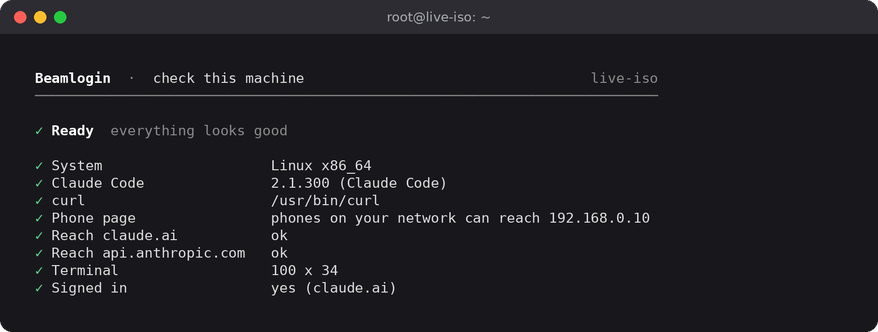 root@live-iso: ~
Beamlogin · check this machine live-iso
✓ Ready everything looks good
✓ System Linux x86_64
✓ Claude Code 2.1.300 (Claude Code)
✓ curl /usr/bin/curl
✓ Phone page phones on your network can reach 192.168.0.10
✓ Reach claude.ai ok
✓ Reach api.anthropic.com ok
✓ Terminal 100 x 34
✓ Signed in yes (claude.ai)